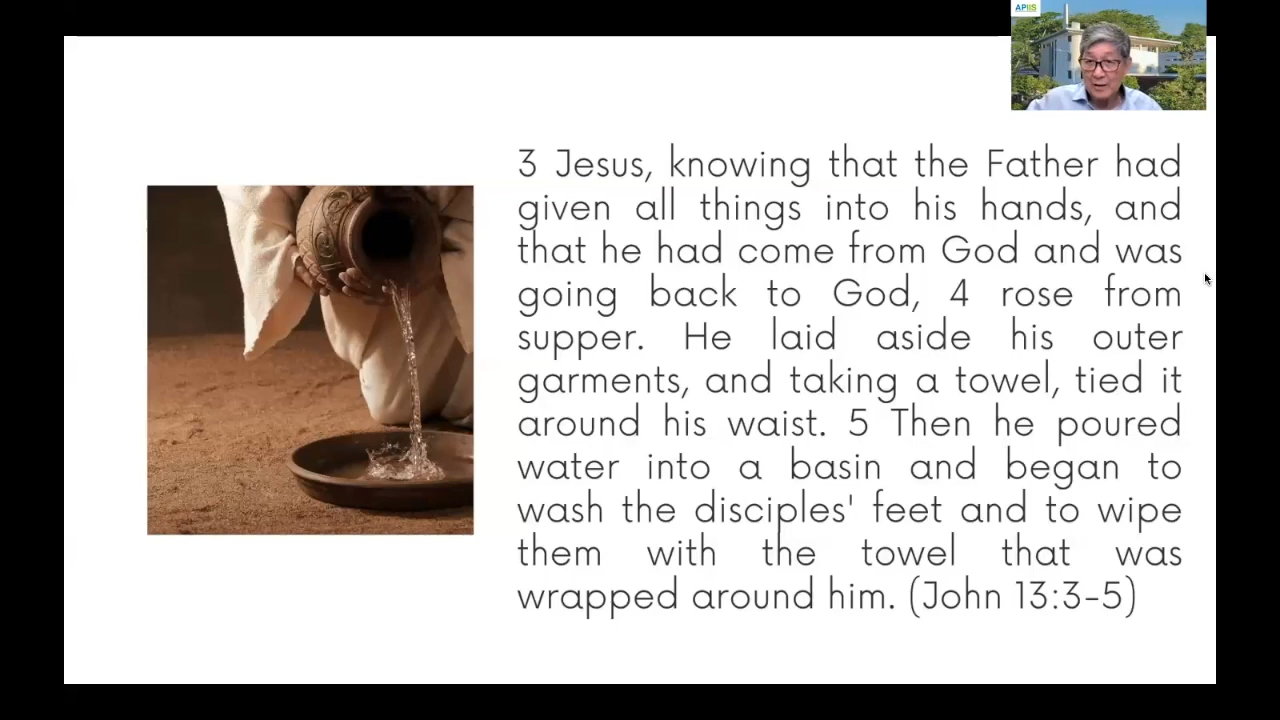 APIIS
3 Jesus, knowing that the Father had
given all things into his hands, and
that he had come from God and was
going back to God, 4 rose from
supper. He laid aside his outer
garments, and taking a towel, tied it
around his waist. 5 Then he poured
water into a basin and began to
wash the disciples' feet and to wipe
them with the towel that was
wrapped around him. (John 13:3-5)